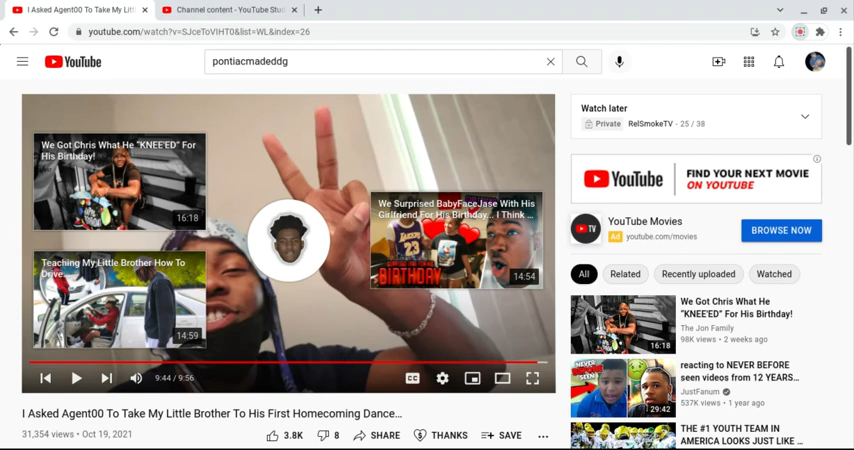 I Asked Agent00 To Take My Littl
Channel content - YouTube Stud
youtube.com/watch?v=SJceToVIHT0&list=WL&index=26
YouTube
pontiacmadeddg
We Got Chris What He “KNEE'ED” For
His Birthday!
16:18
Teaching My Little Brother How To
Drive...
14:59
We Surprised BabyFaceJase With His
Girlfriend For His Birthday... I Think ...
23
BIRTHDAY
14:54
9:44 / 9:56
CC
I Asked Agent00 To Take My Little Brother To His First Homecoming Dance...
31,354 views • Oct 19, 2021
3.8K
8
SHARE
THANKS
SAVE
Watch later
Private
RelSmokeTV - 25 / 38
YouTube
FIND YOUR NEXT MOVIE
ON YOUTUBE
TV
YouTube Movies
Ad youtube.com/movies
BROWSE NOW
All
Related
Recently uploaded
Watched
16:18
We Got Chris What He
“KNEE'ED” For His Birthday!
The Jon Family
98K views • 2 weeks ago
NEVER BEFORE
SEEN
29:42
reacting to NEVER BEFORE
seen videos from 12 YEARS...
JustFanum
537K views • 1 year ago
THE #1 YOUTH TEAM IN
AMERICA LOOKS JUST LIKE ...